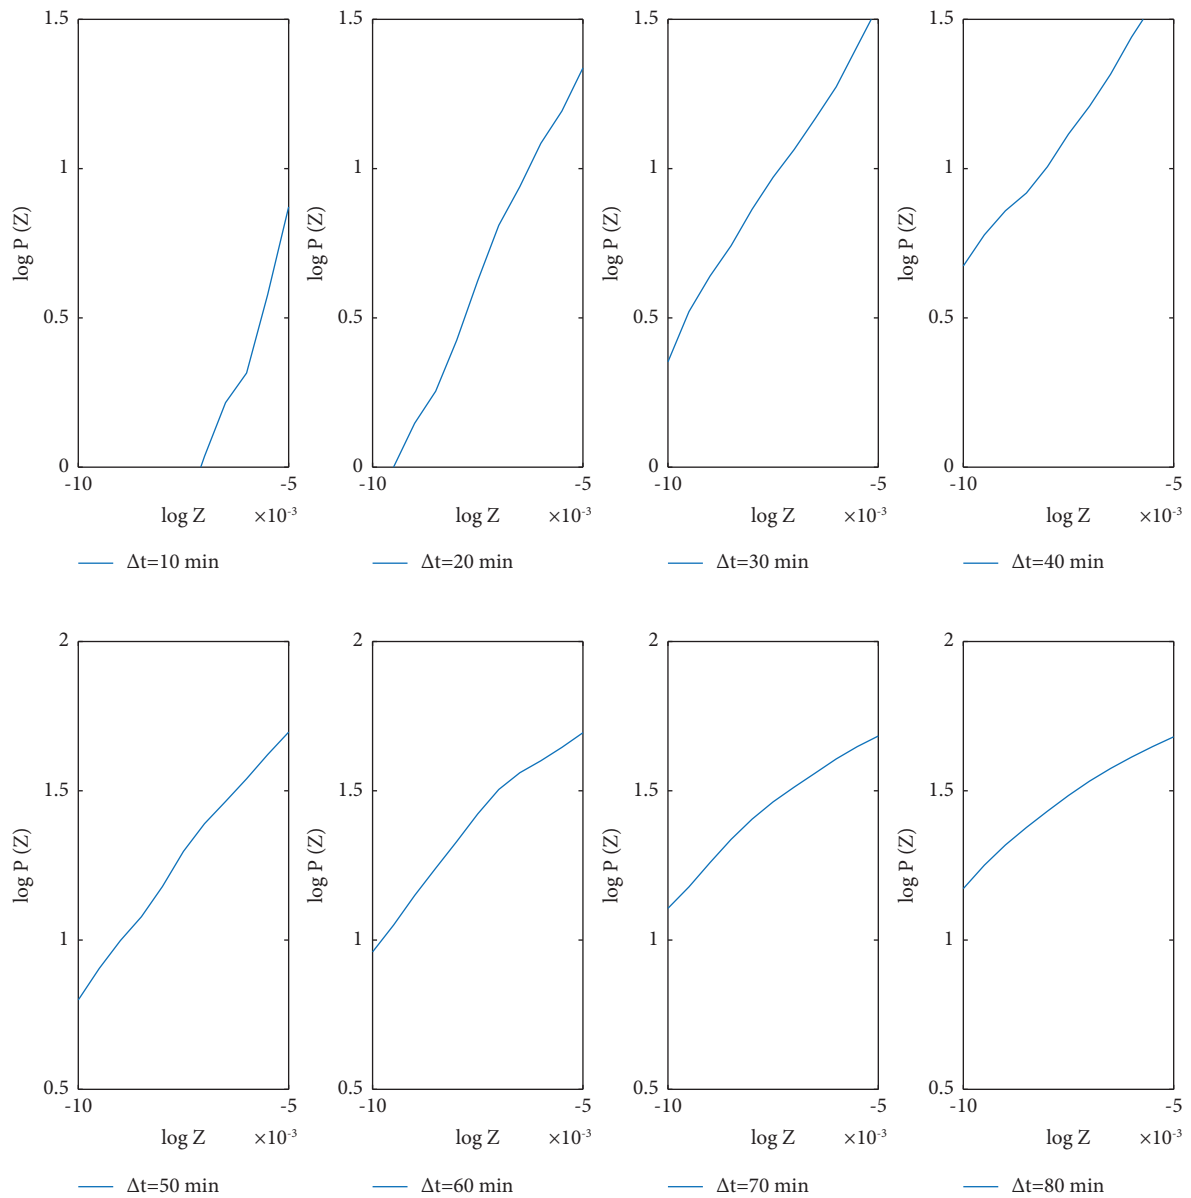 1.5
1
0.5
0
-10
-5
log P (Z)
log Z
×10-3
Δt=10 min
1.5
1
0.5
0
-10
-5
log P (Z)
log Z
×10-3
Δt=20 min
1.5
1
0.5
0
-10
-5
log P (Z)
log Z
×10-3
Δt=30 min
1.5
1
0.5
0
-10
-5
log P (Z)
log Z
×10-3
Δt=40 min
2
1.5
1
0.5
-10
-5
log P (Z)
log Z
×10-3
Δt=50 min
2
1.5
1
0.5
-10
-5
log P (Z)
log Z
×10-3
Δt=60 min
2
1.5
1
0.5
-10
-5
log P (Z)
log Z
×10-3
Δt=70 min
2
1.5
1
0.5
-10
-5
log P (Z)
log Z
×10-3
Δt=80 min